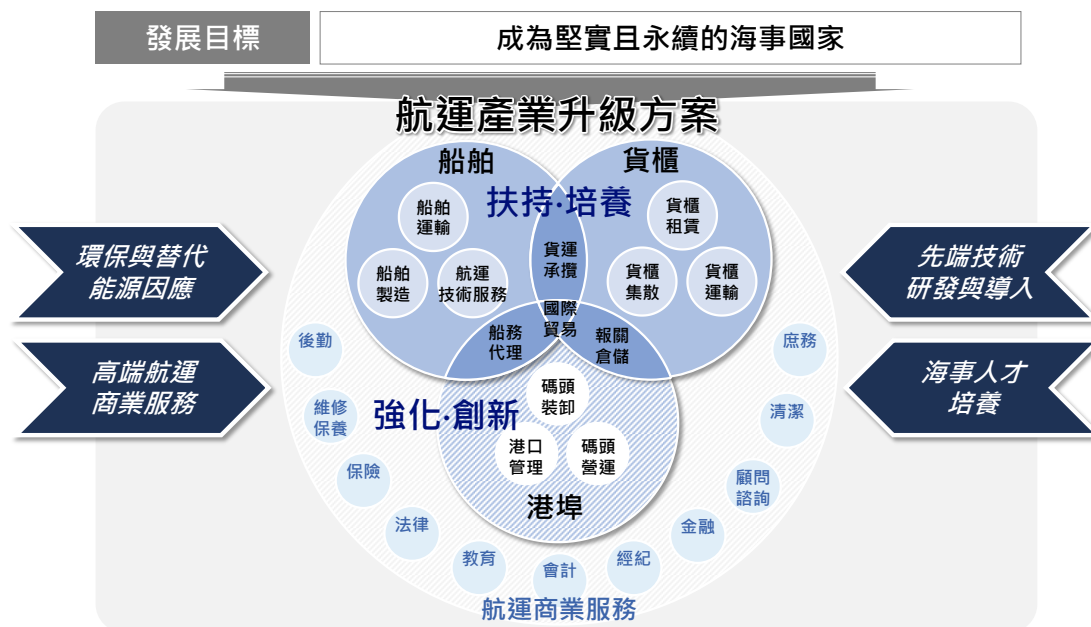 發展目標
成為堅實且永續的海事國家
航運產業升級方案
船舶
貨櫃
扶持·培養
船舶
運輸
貨櫃
租賃
貨運
承攬
船舶
製造
航運
技術服務
貨櫃
集散
貨櫃
運輸
國際
貿易
船務
代理
報關
倉儲
環保與替代
能源因應
先端技術
研發與導入
高端航運
商業服務
海事人才
培養
強化·創新
碼頭
裝卸
港口
管理
碼頭
營運
港埠
後勤
維修
保養
保險
法律
教育
會計
經紀
金融
顧問
諮詢
清潔
庶務
航運商業服務